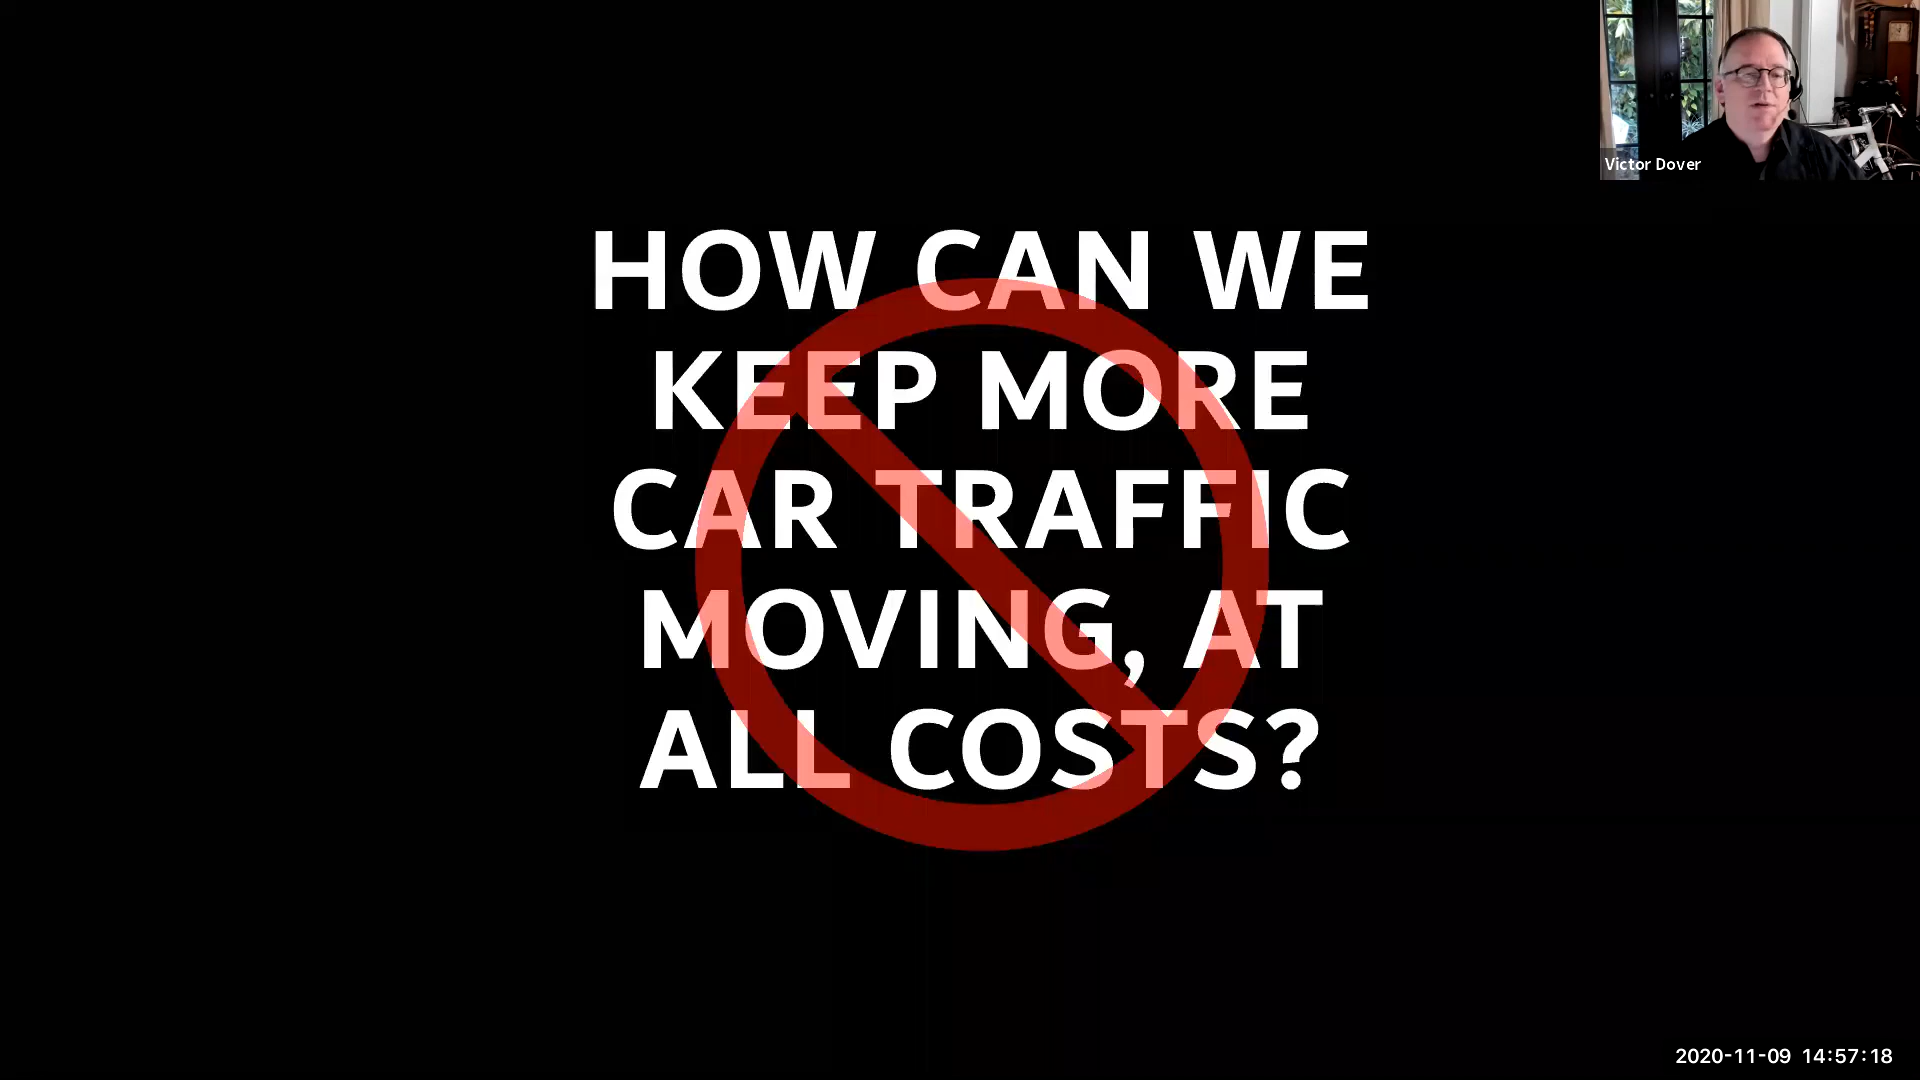 Victor Dover
HOW CAN WE
KEEP MORE
CAR TRAFFIC
MOVING, AT
ALL COSTS?
2020-11-09 14:57:18